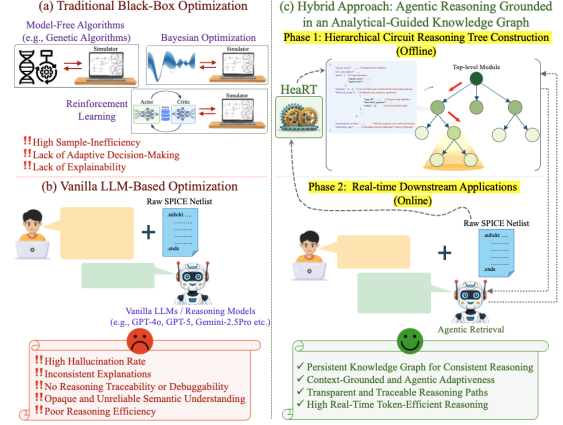 (a) Traditional Black-Box Optimization
Model-Free Algorithms
(e.g., Genetic Algorithms)
Simulator
Bayesian Optimization
Simulator
Reinforcement
Learning
Actor
Critic
Simulator
!!High Sample-Inefficiency
!!Lack of Adaptive Decision-Making
!!Lack of Explainability
(b) Vanilla LLM-Based Optimization
Raw SPICE Netlist
.subckt ....
.ends
Vanilla LLMs / Reasoning Models
(e.g., GPT-4o, GPT-5, Gemini-2.5Pro etc.)
!!High Hallucination Rate
!!Inconsistent Explanations
!!No Reasoning Traceability or Debuggability
!!Opaque and Unreliable Semantic Understanding
!!Poor Reasoning Efficiency
(c) Hybrid Approach: Agentic Reasoning Grounded
in an Analytical-Guided Knowledge Graph
Phase 1: Hierarchical Circuit Reasoning Tree Construction
(Offline)
HeaRT
Top-level Module
Phase 2: Real-time Downstream Applications
(Online)
Raw SPICE Netlist
.subckt ....
.ends
Agentic Retrieval
✓ Persistent Knowledge Graph for Consistent Reasoning
✓ Context-Grounded and Agentic Adaptiveness
✓ Transparent and Traceable Reasoning Paths
✓ High Real-Time Token-Efficient Reasoning